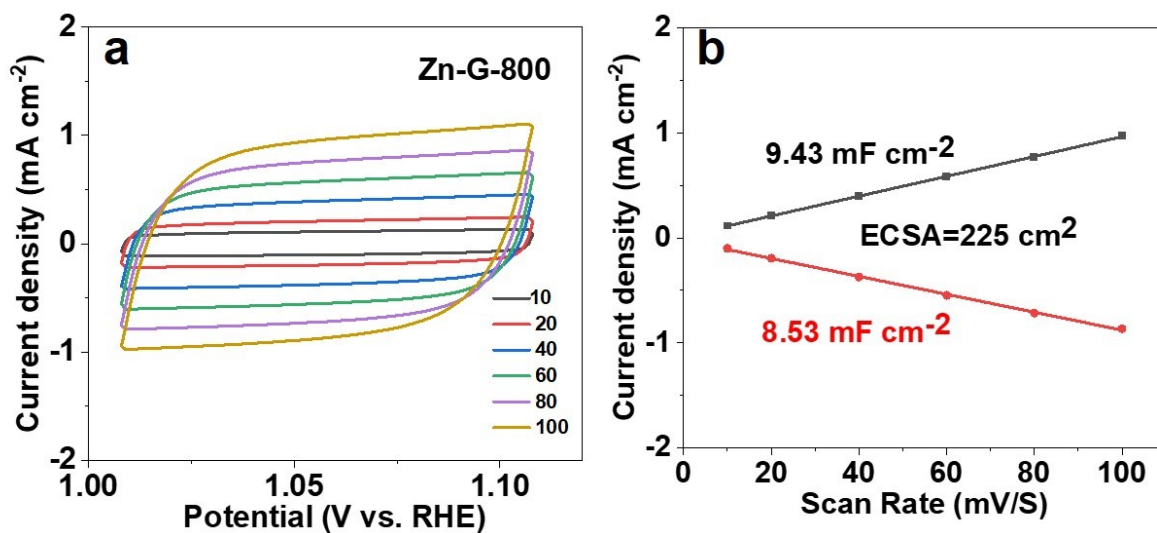 a
Zn-G-800
2
1
0
-1
-2
Current density (mA cm-2)
1.00
1.05
1.10
Potential (V vs. RHE)
10
20
40
60
80
100
b
9.43 mF cm-2
ECSA=225 cm2
8.53 mF cm-2
2
1
0
-1
-2
Current density (mA cm-2)
0
20
40
60
80
100
Scan Rate (mV/S)